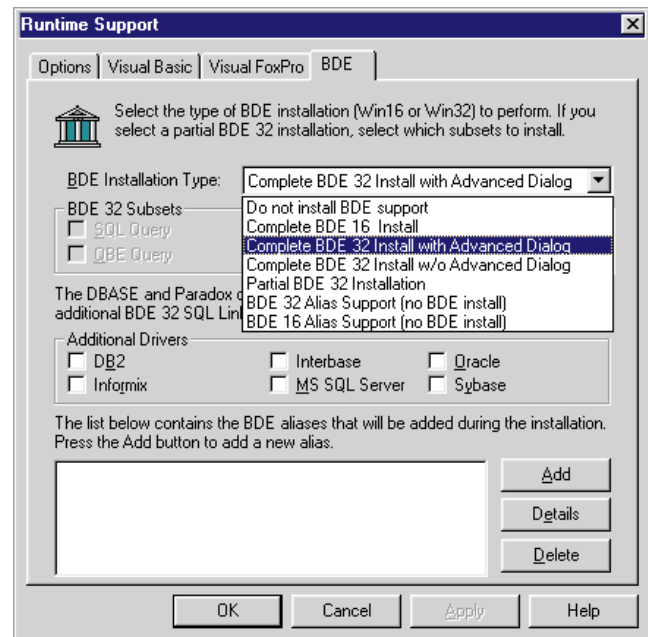 Runtime Support
Options Visual Basic Visual FoxPro BDE
Select the type of BDE installation (Win16 or Win32) to perform. If you
select a partial BDE 32 installation, select which subsets to install.
BDE Installation Type: Complete BDE 32 Install with Advanced Dialog
Do not install BDE support
Complete BDE 16 Install
Complete BDE 32 Install with Advanced Dialog
Complete BDE 32 Install w/o Advanced Dialog
Partial BDE 32 Installation
BDE 32 Alias Support (no BDE install)
BDE 16 Alias Support (no BDE install)
BDE 32 Subsets
SQL Query
QBE Query
The DBASE and Paradox
additional BDE 32 SQL
Additional Drivers
DB2 Interbase Oracle
Informix MS SQL Server Sybase
The list below contains the BDE aliases that will be added during the installation.
Press the Add button to add a new alias.
Add
Details
Delete
OK Cancel Apply Help